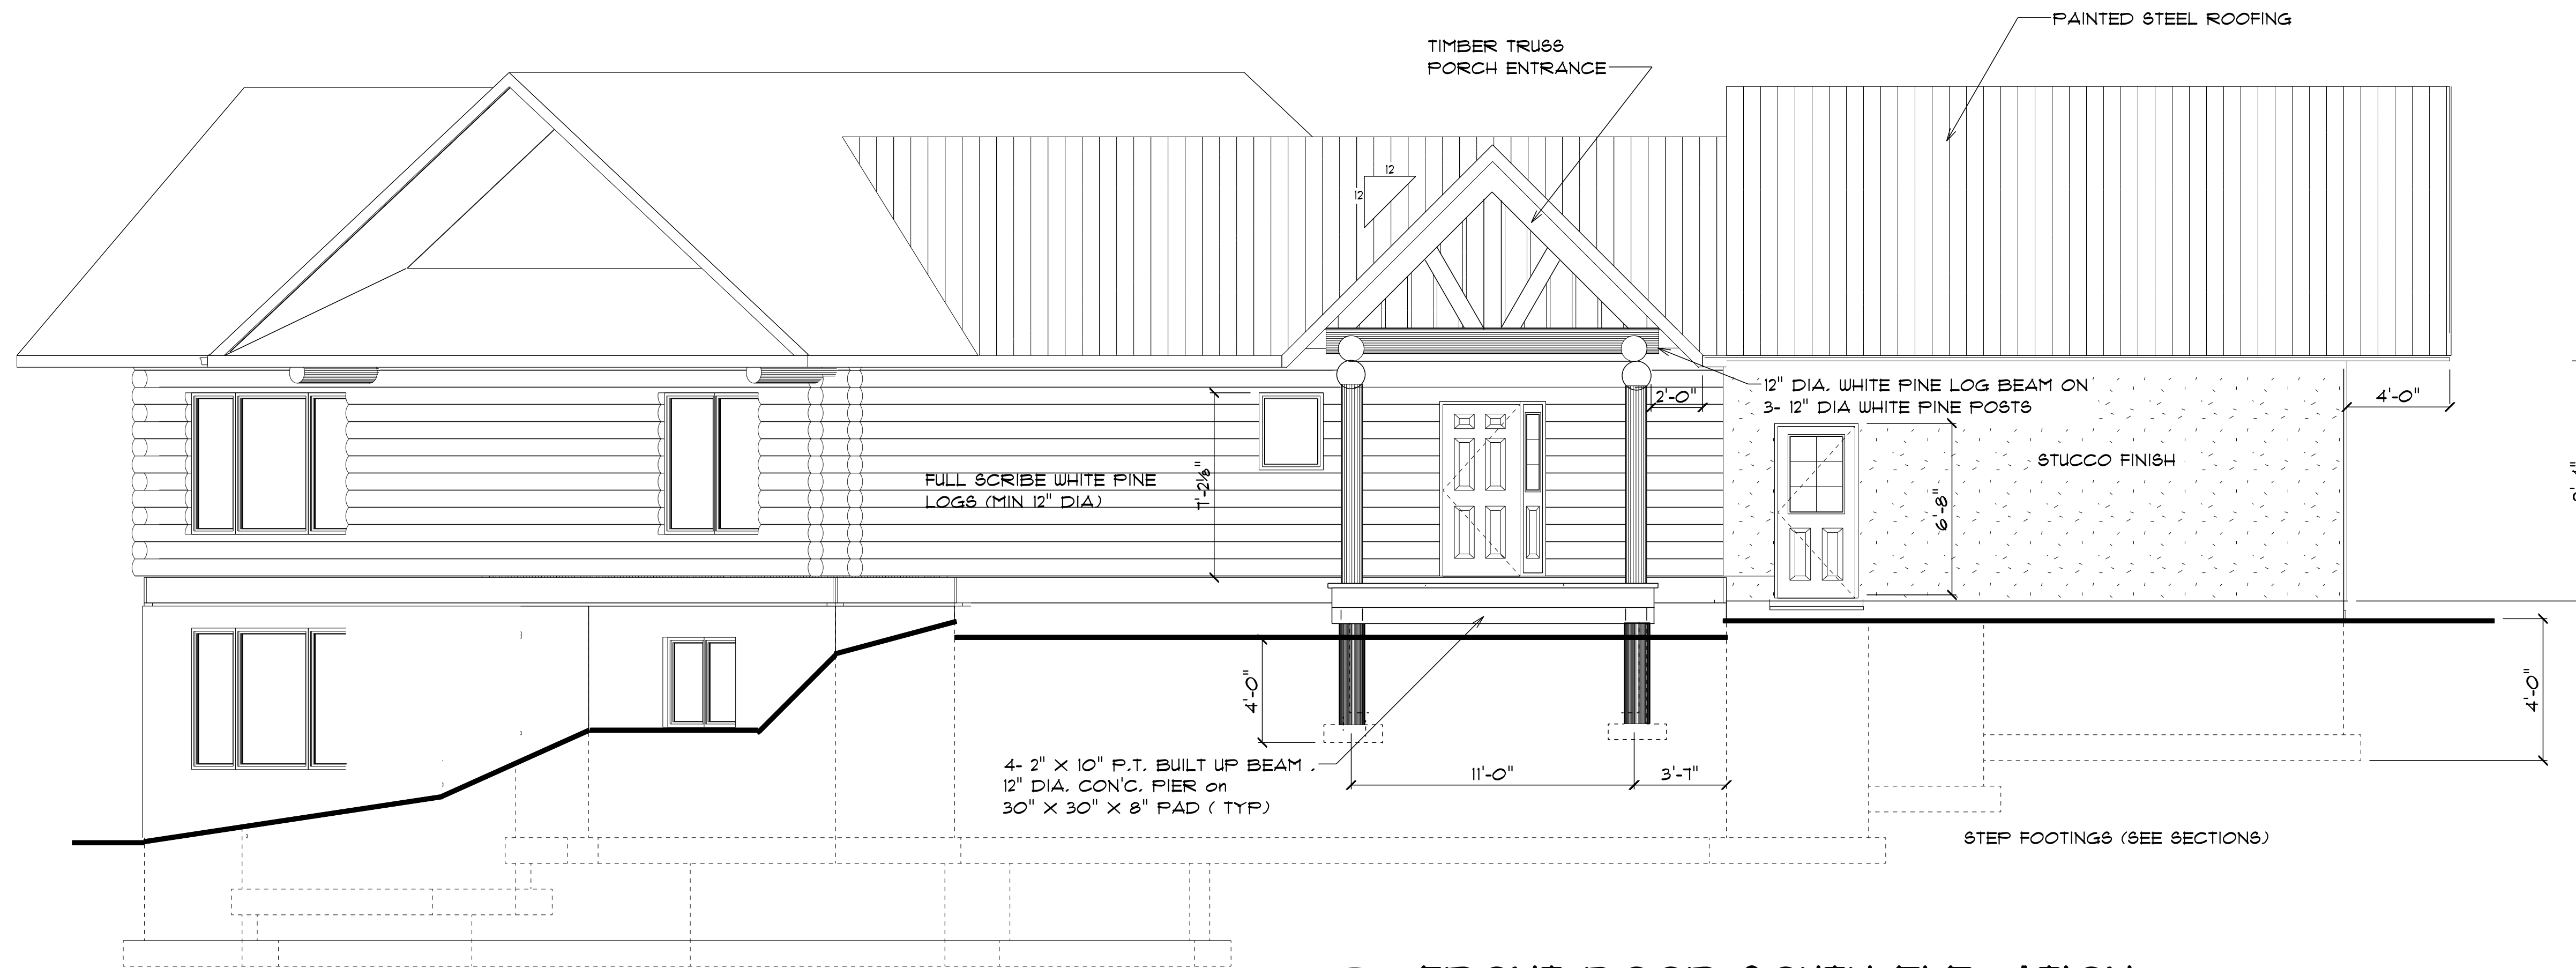 PAINTED STEEL ROOFING
TIMBER TRUSS
PORCH ENTRANCE
12
12
12" DIA. WHITE PINE LOG BEAM ON
3- 12" DIA WHITE PINE POSTS
2'-0"
4'-0"
STUCCO FINISH
FULL SCRIBE WHITE PINE
LOGS (MIN 12" DIA)
7'-2⅛"
6'-8"
4'-0"
4'-0"
4- 2" X 10" P.T. BUILT UP BEAM .
12" DIA. CON'C. PIER on
30" X 30" X 8" PAD ( TYP)
11'-0"
3'-7"
STEP FOOTINGS (SEE SECTIONS)